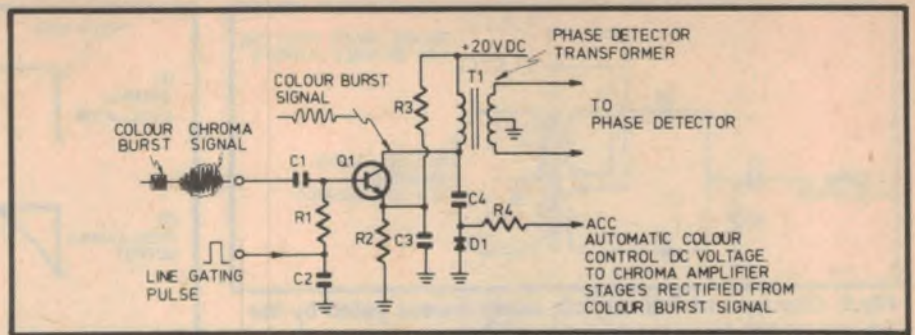 PHASE DETECTOR
TRANSFORMER
+20V DC
T1
COLOUR BURST
SIGNAL
R3
TO
PHASE DETECTOR
COLOUR
BURST
CHROMA
SIGNAL
C1
Q1
C4
R4
R1
R2
C3
D1
ACC
AUTOMATIC COLOUR
CONTROL DC VOLTAGE.
TO CHROMA AMPLIFIER
STAGES RECTIFIED FROM
COLOUR BURST SIGNAL
LINE GATING
PULSE
C2